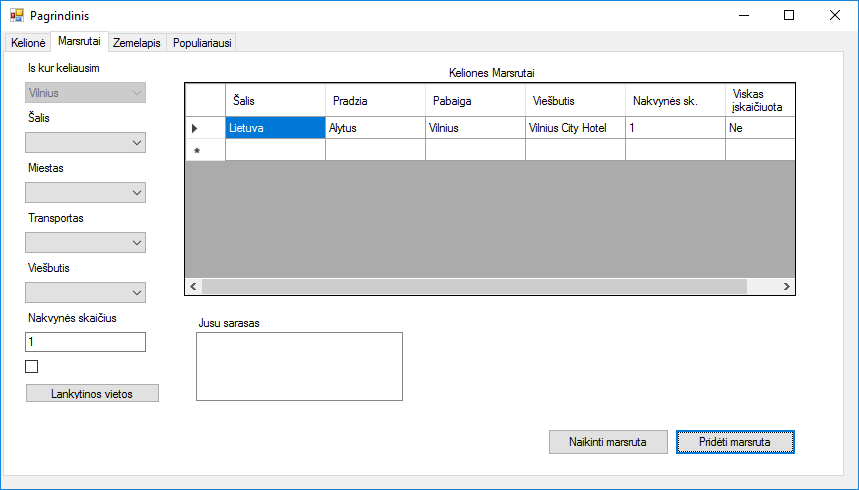 Pagrindinis
Kelionė Marsrutai Zemelapis Populiariausi
Is kur keliausim
Vilnius
Šalis
Miestas
Transportas
Viešbutis
Nakvynės skaičius
1
Lankytinos vietos
Keliones Marsrutai
Šalis Pradzia Pabaiga Viešbutis Nakvynės sk. Viskas įskaičiuota
Lietuva Alytus Vilnius Vilnius City Hotel 1 Ne
Jusu sarasas
Naikinti marsruta Pridėti marsruta